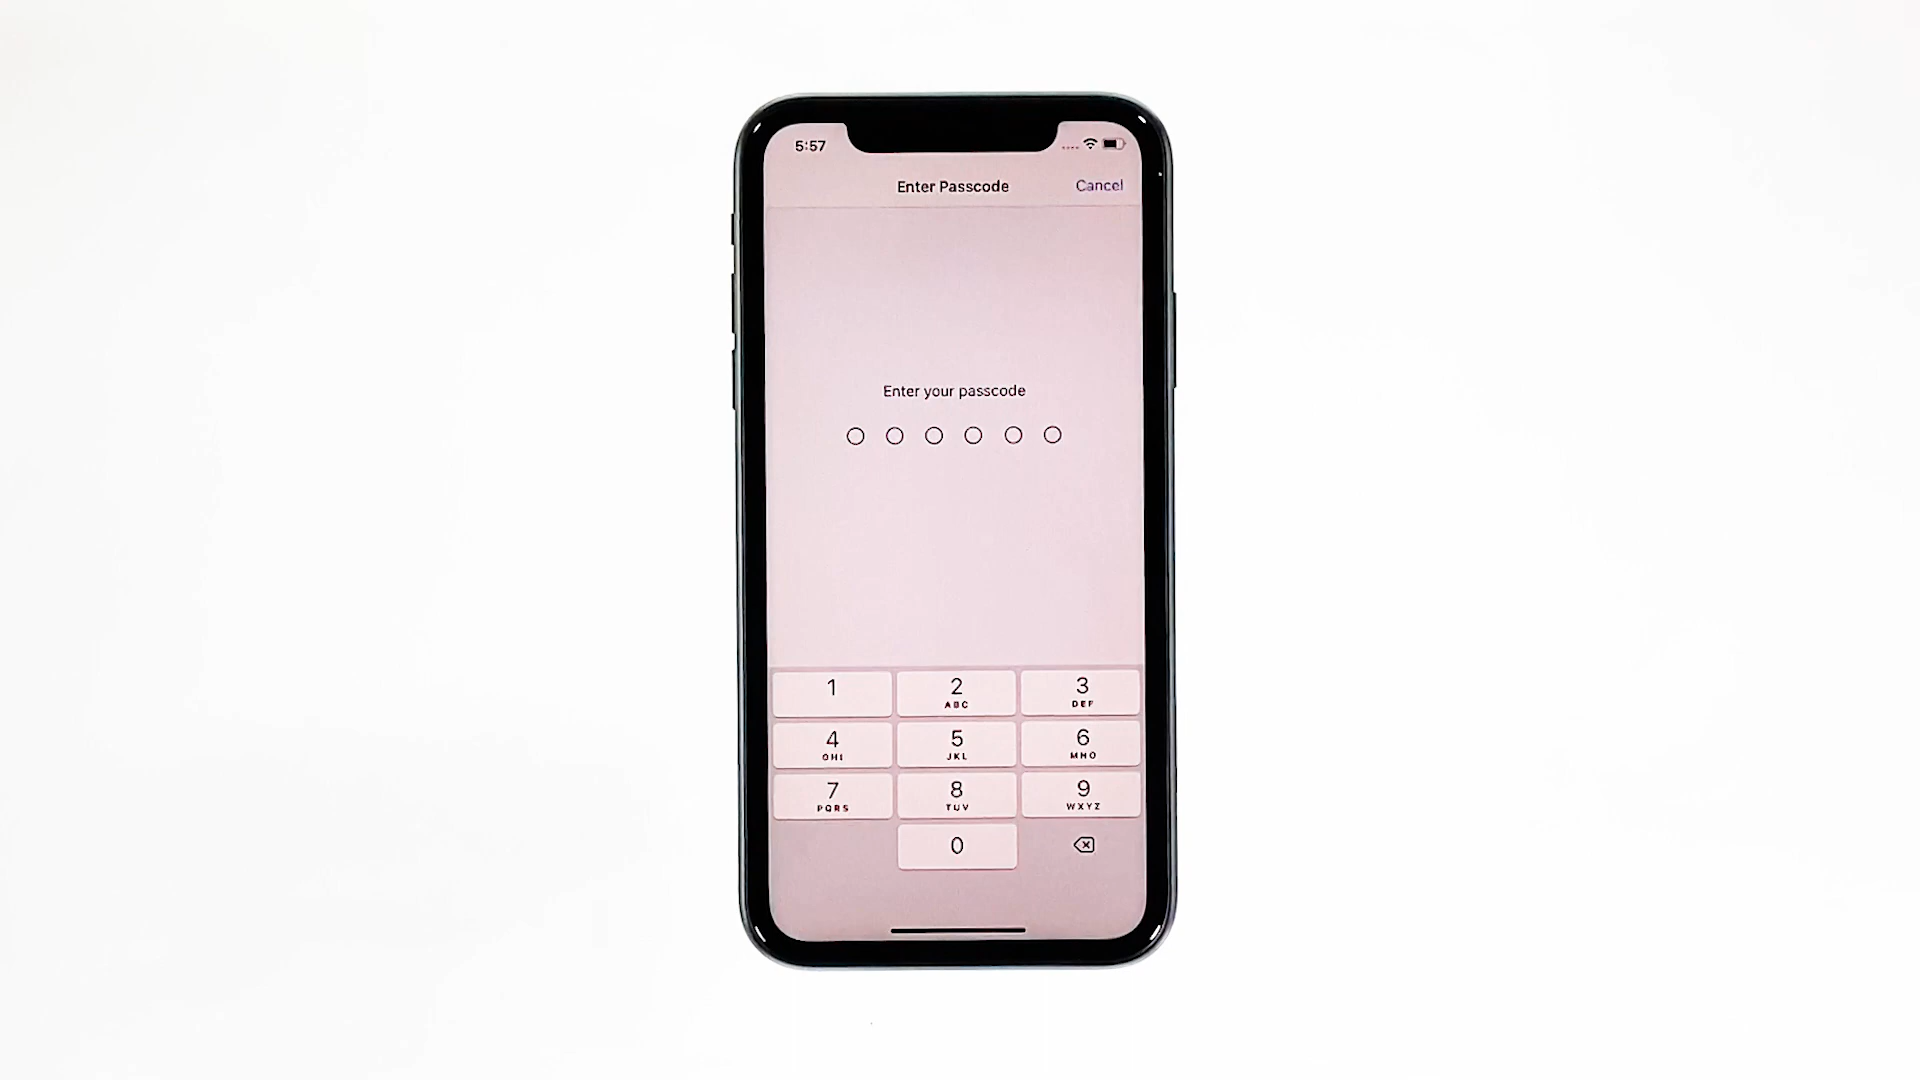 5:57
Enter Passcode
Cancel
Enter your passcode
1
2
ABC
3
DEF
4
GHI
5
JKL
6
MNO
7
PQRS
8
TUV
9
WXYZ
0